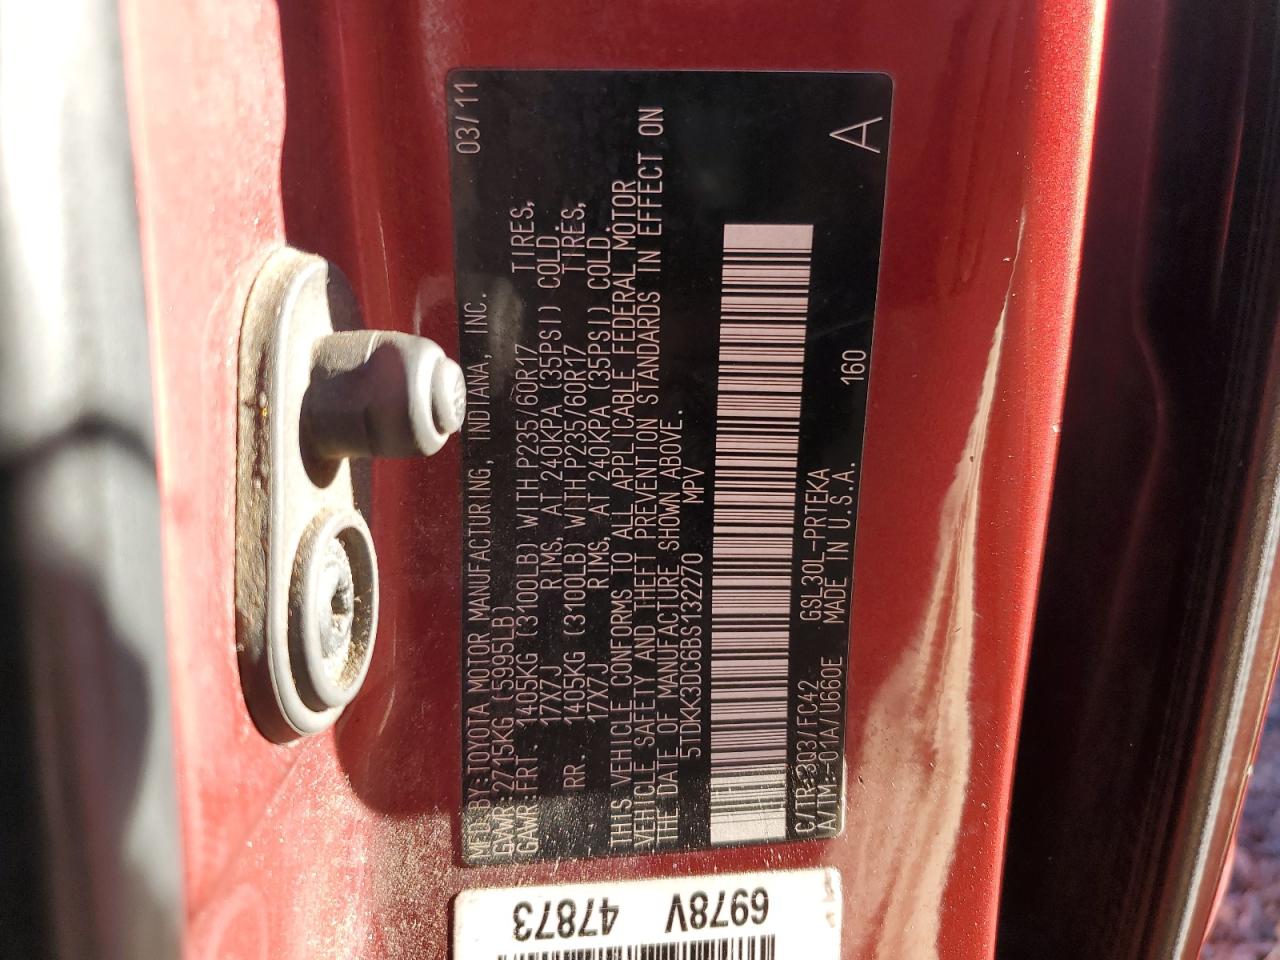 MFD.BY:TOYOTA MOTOR MANUFACTURING, INDIANA, INC. 03/11
GVWR:2715KG (5995LB)
GAWR:FRT. 1405KG (3100LB) WITH P235/60R17 TIRES,
17X7J RIMS, AT 240KPA (35PSI) COLD.
RR. 1405KG (3100LB) WITH P235/60R17 TIRES,
17X7J RIMS, AT 240KPA (35PSI) COLD.
THIS VEHICLE CONFORMS TO ALL APPLICABLE FEDERAL MOTOR
VEHICLE SAFETY AND THEFT PREVENTION STANDARDS IN EFFECT ON
THE DATE OF MANUFACTURE SHOWN ABOVE.
5TDKK3DC6BS132270 MPV
C/TR:3Q3/FC42 GSL30L-PRTEKA 160 A
A/TM:-01A/U660E MADE IN U.S.A.
6978V
47873